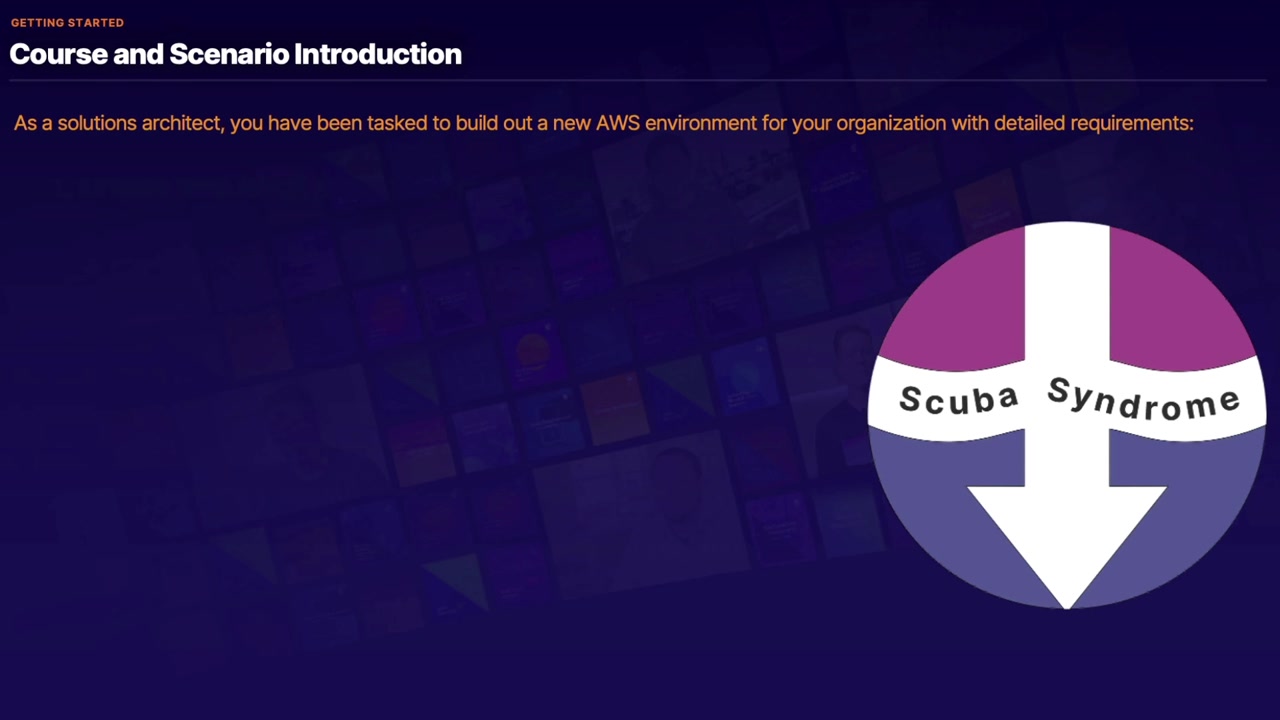 GETTING STARTED
Course and Scenario Introduction
As a solutions architect, you have been tasked to build out a new AWS environment for your organization with detailed requirements:
Scuba Syndrome